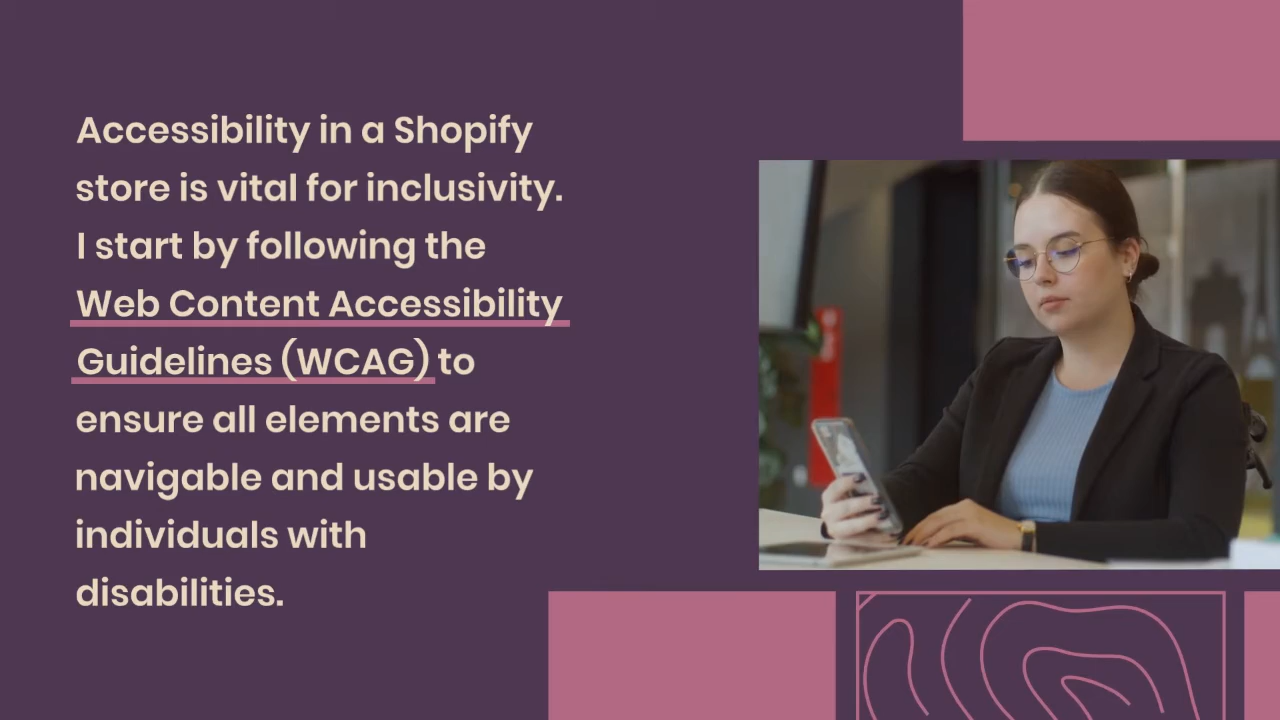 Accessibility in a Shopify
store is vital for inclusivity.
I start by following the
Web Content Accessibility
Guidelines (WCAG) to
ensure all elements are
navigable and usable by
individuals with
disabilities.